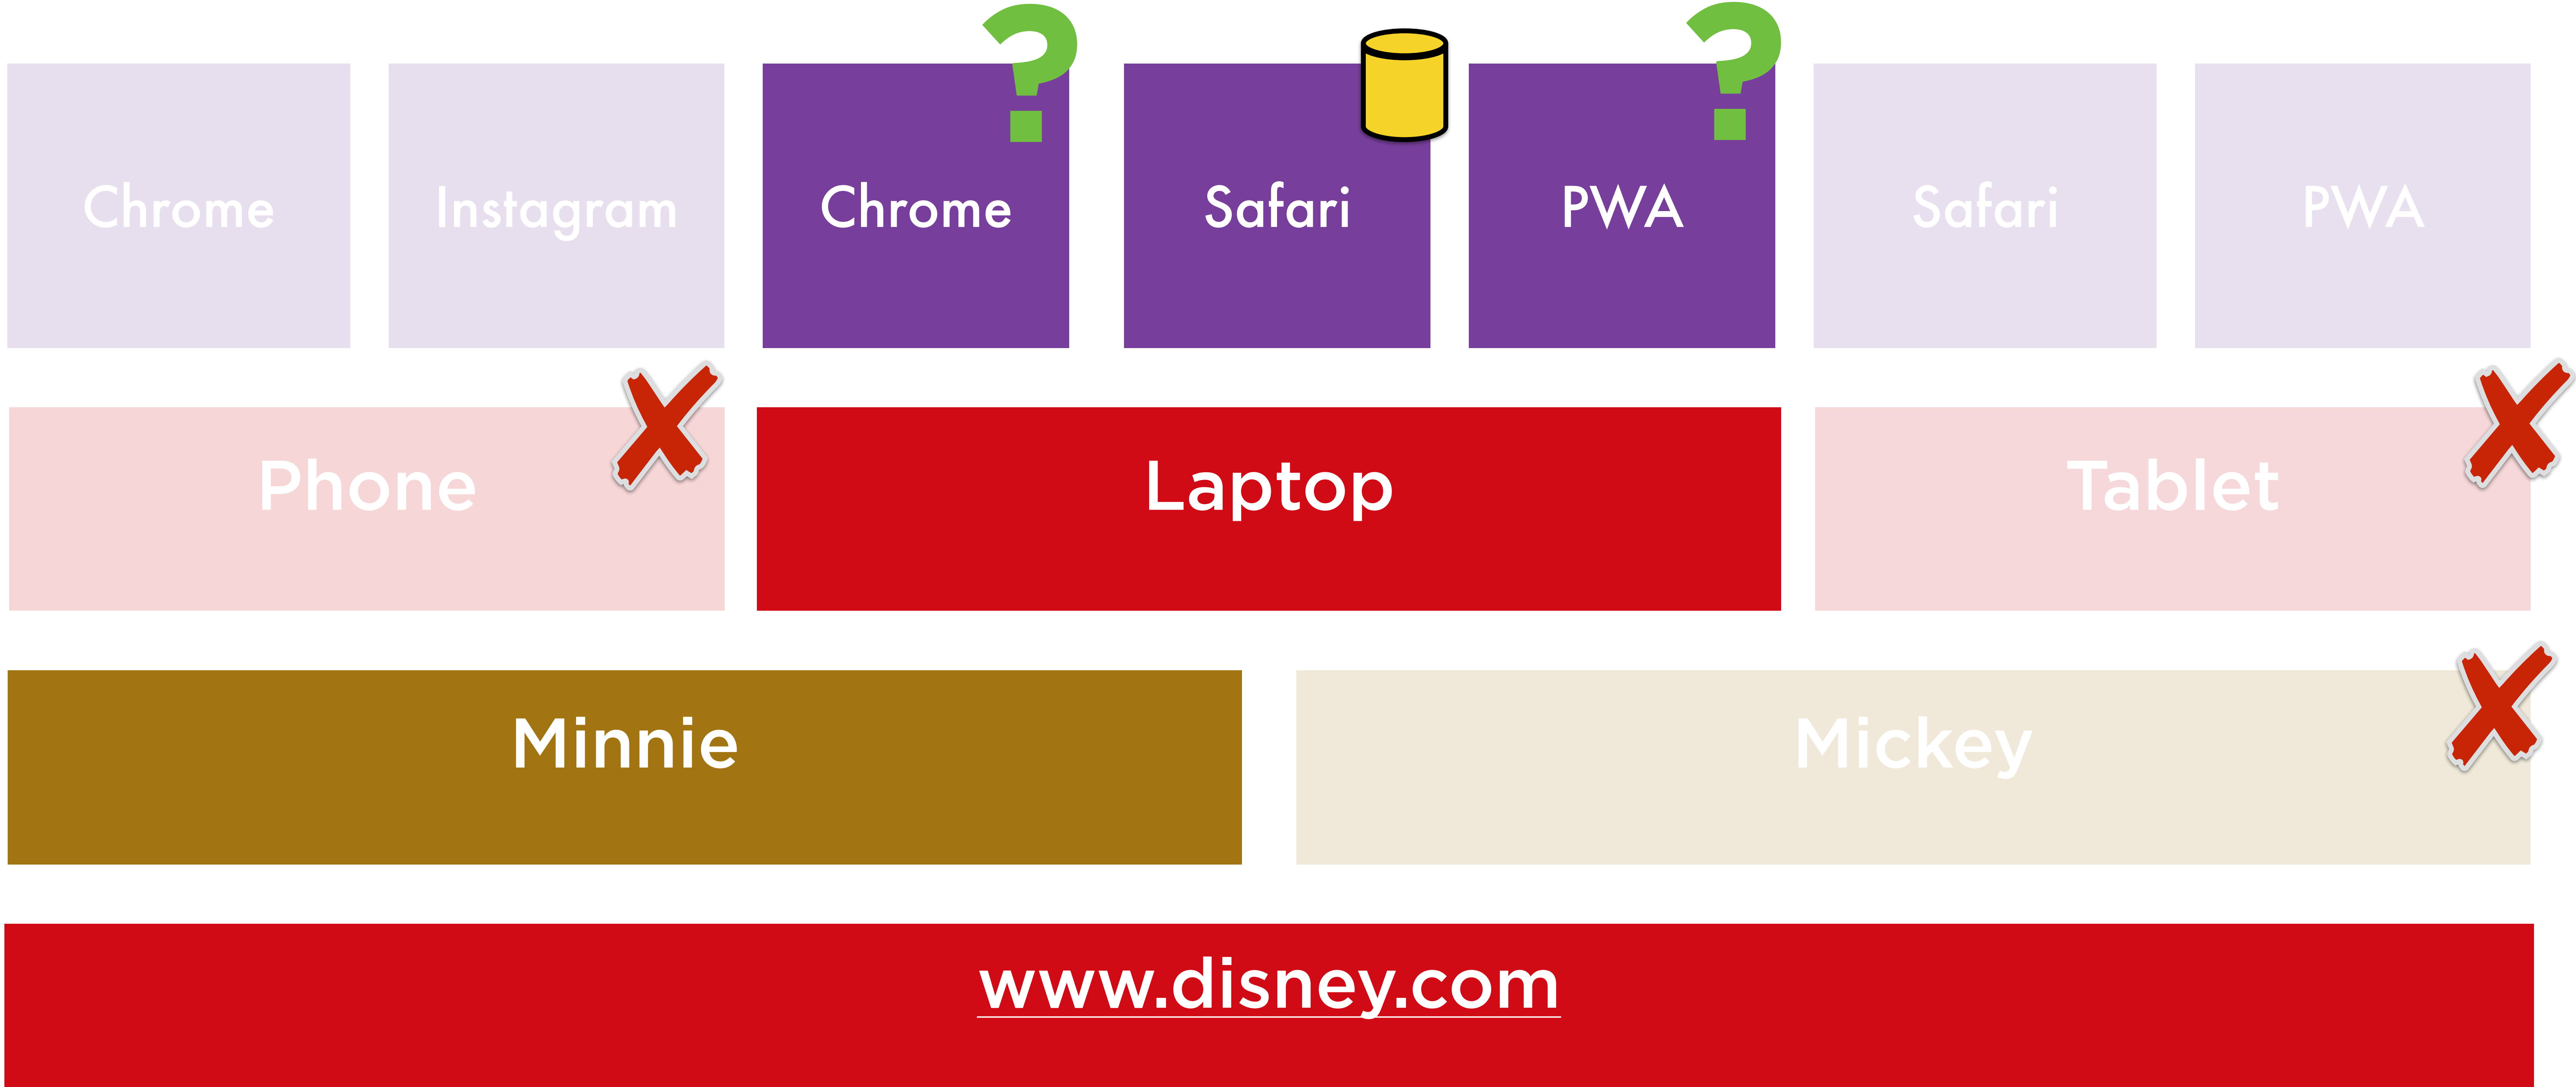 ?
?
Chrome
Instagram
Chrome
Safari
PWA
Safari
PWA
Phone
Laptop
Tablet
Minnie
Mickey
www.disney.com